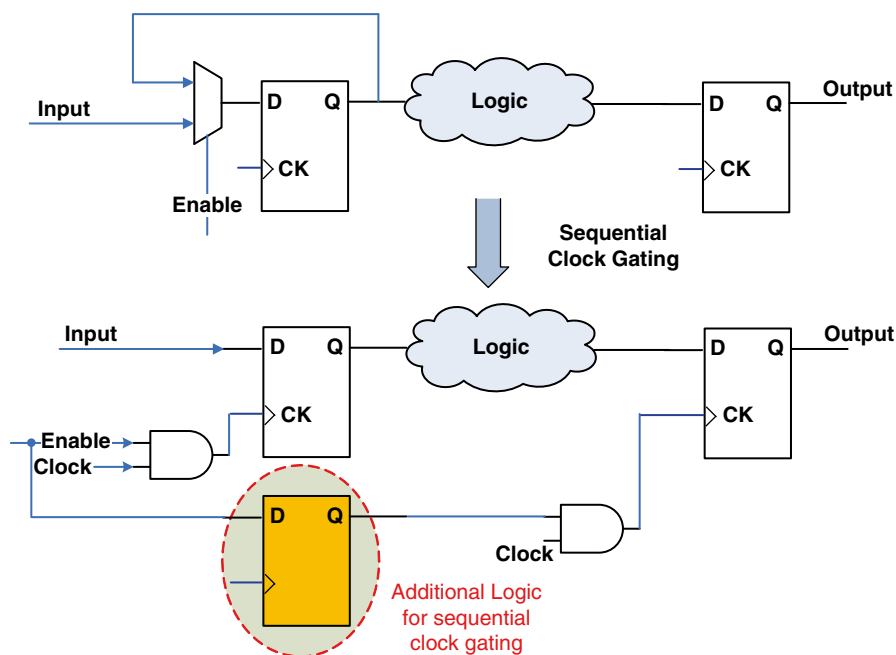 Input
D Q
CK
Enable
Logic
D Q
CK
Output
Sequential
Clock Gating
Input
D Q
CK
Logic
D Q
CK
Output
Enable
Clock
D Q
Clock
Additional Logic
for sequential
clock gating